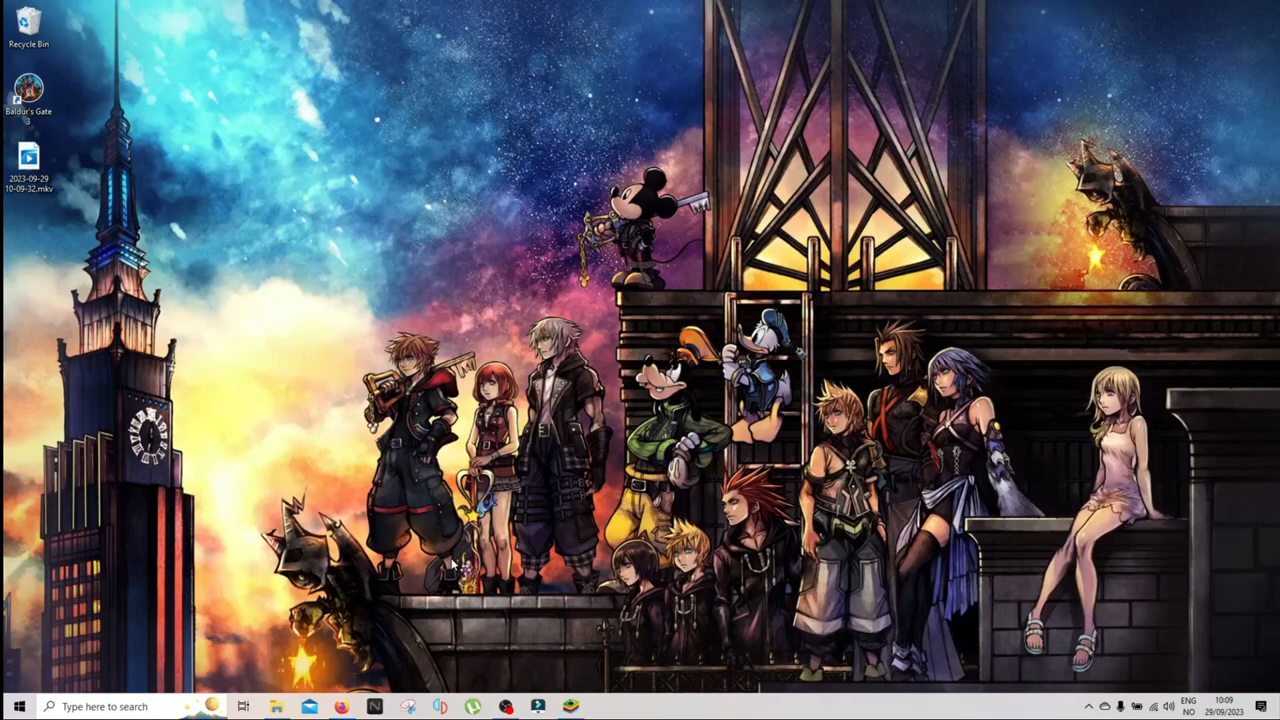 Recycle Bin
Baldur's Gate
3
2023-09-29
10-09-32.mkv
Type here to search
ENG
NO
10:09
29/09/2023